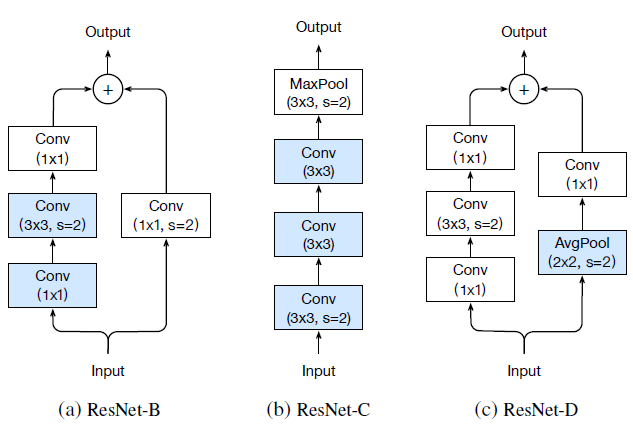 Output
+
Conv
(1x1)
Conv
(3x3, s=2)
Conv
(1x1)
Conv
(1x1, s=2)
Input
(a) ResNet-B
Output
MaxPool
(3x3, s=2)
Conv
(3x3)
Conv
(3x3)
Conv
(3x3, s=2)
Input
(b) ResNet-C
Output
+
Conv
(1x1)
Conv
(3x3, s=2)
Conv
(1x1)
Conv
(1x1)
AvgPool
(2x2, s=2)
Input
(c) ResNet-D